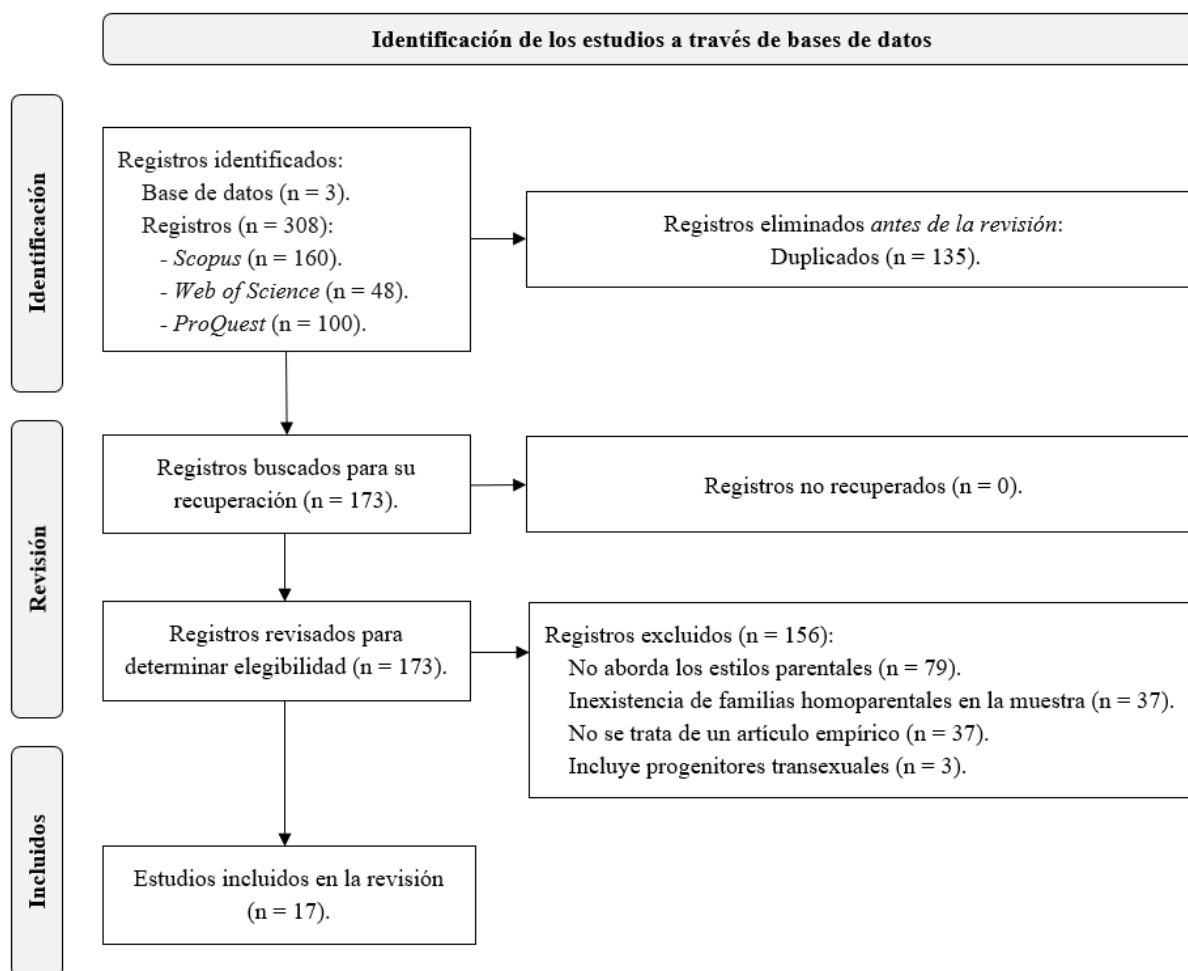 Identificación de los estudios a través de bases de datos
Identificación
Registros identificados:
Base de datos (n = 3).
Registros (n = 308):
- Scopus (n = 160).
- Web of Science (n = 48).
- ProQuest (n = 100).
Registros eliminados antes de la revisión:
Duplicados (n = 135).
Revisión
Registros buscados para su
recuperación (n = 173).
Registros no recuperados (n = 0).
Registros revisados para
determinar elegibilidad (n = 173).
Registros excluidos (n = 156):
No aborda los estilos parentales (n = 79).
Inexistencia de familias homoparentales en la muestra (n = 37).
No se trata de un artículo empírico (n = 37).
Incluye progenitores transexuales (n = 3).
Incluidos
Estudios incluidos en la revisión
(n = 17).